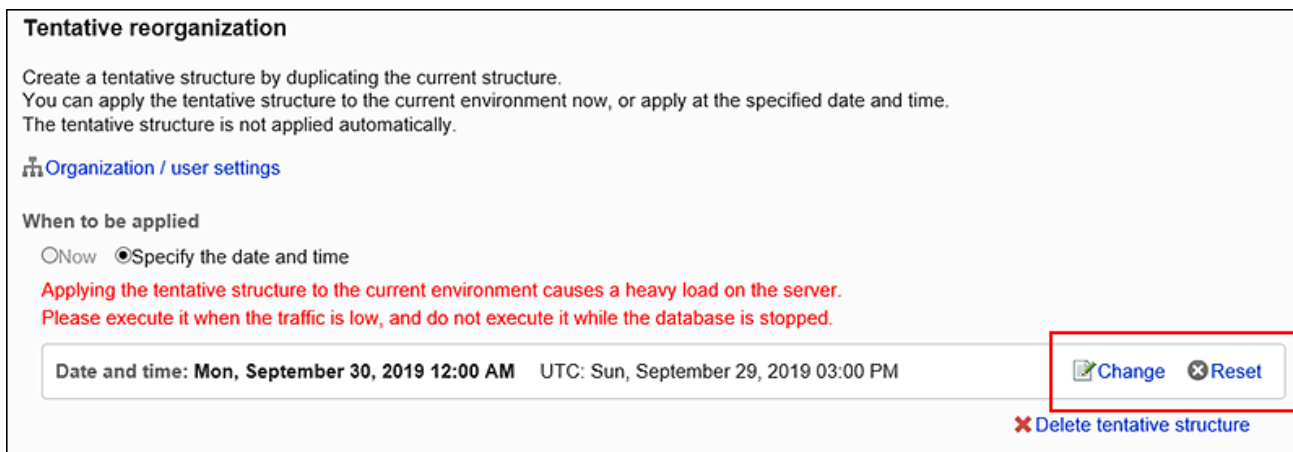 Tentative reorganization
Create a tentative structure by duplicating the current structure.
You can apply the tentative structure to the current environment now, or apply at the specified date and time.
The tentative structure is not applied automatically.
Organization / user settings
When to be applied
Now Specify the date and time
Applying the tentative structure to the current environment causes a heavy load on the server.
Please execute it when the traffic is low, and do not execute it while the database is stopped.
Date and time: Mon, September 30, 2019 12:00 AM UTC: Sun, September 29, 2019 03:00 PM Change Reset
Delete tentative structure